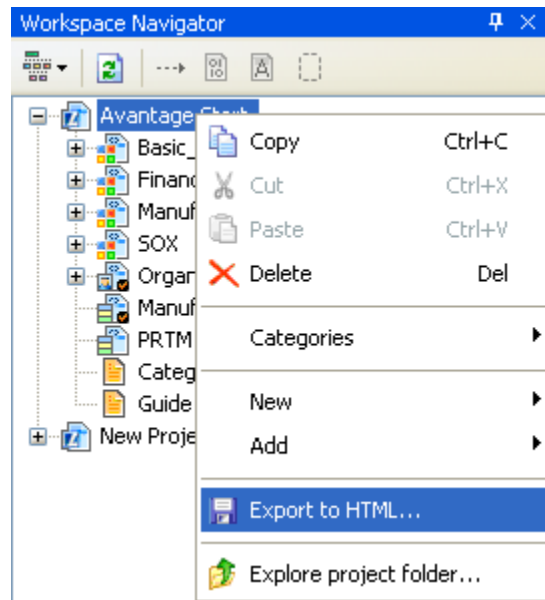 Workspace Navigator
Avantage
Copy Ctrl+C
Basic_
Cut Ctrl+X
Financ
Manuf
Paste Ctrl+V
SOX
Organ
Delete Del
Manuf
PRTM
Categories
Categ
Guide
New
New Proje
Add
Export to HTML...
Explore project folder...